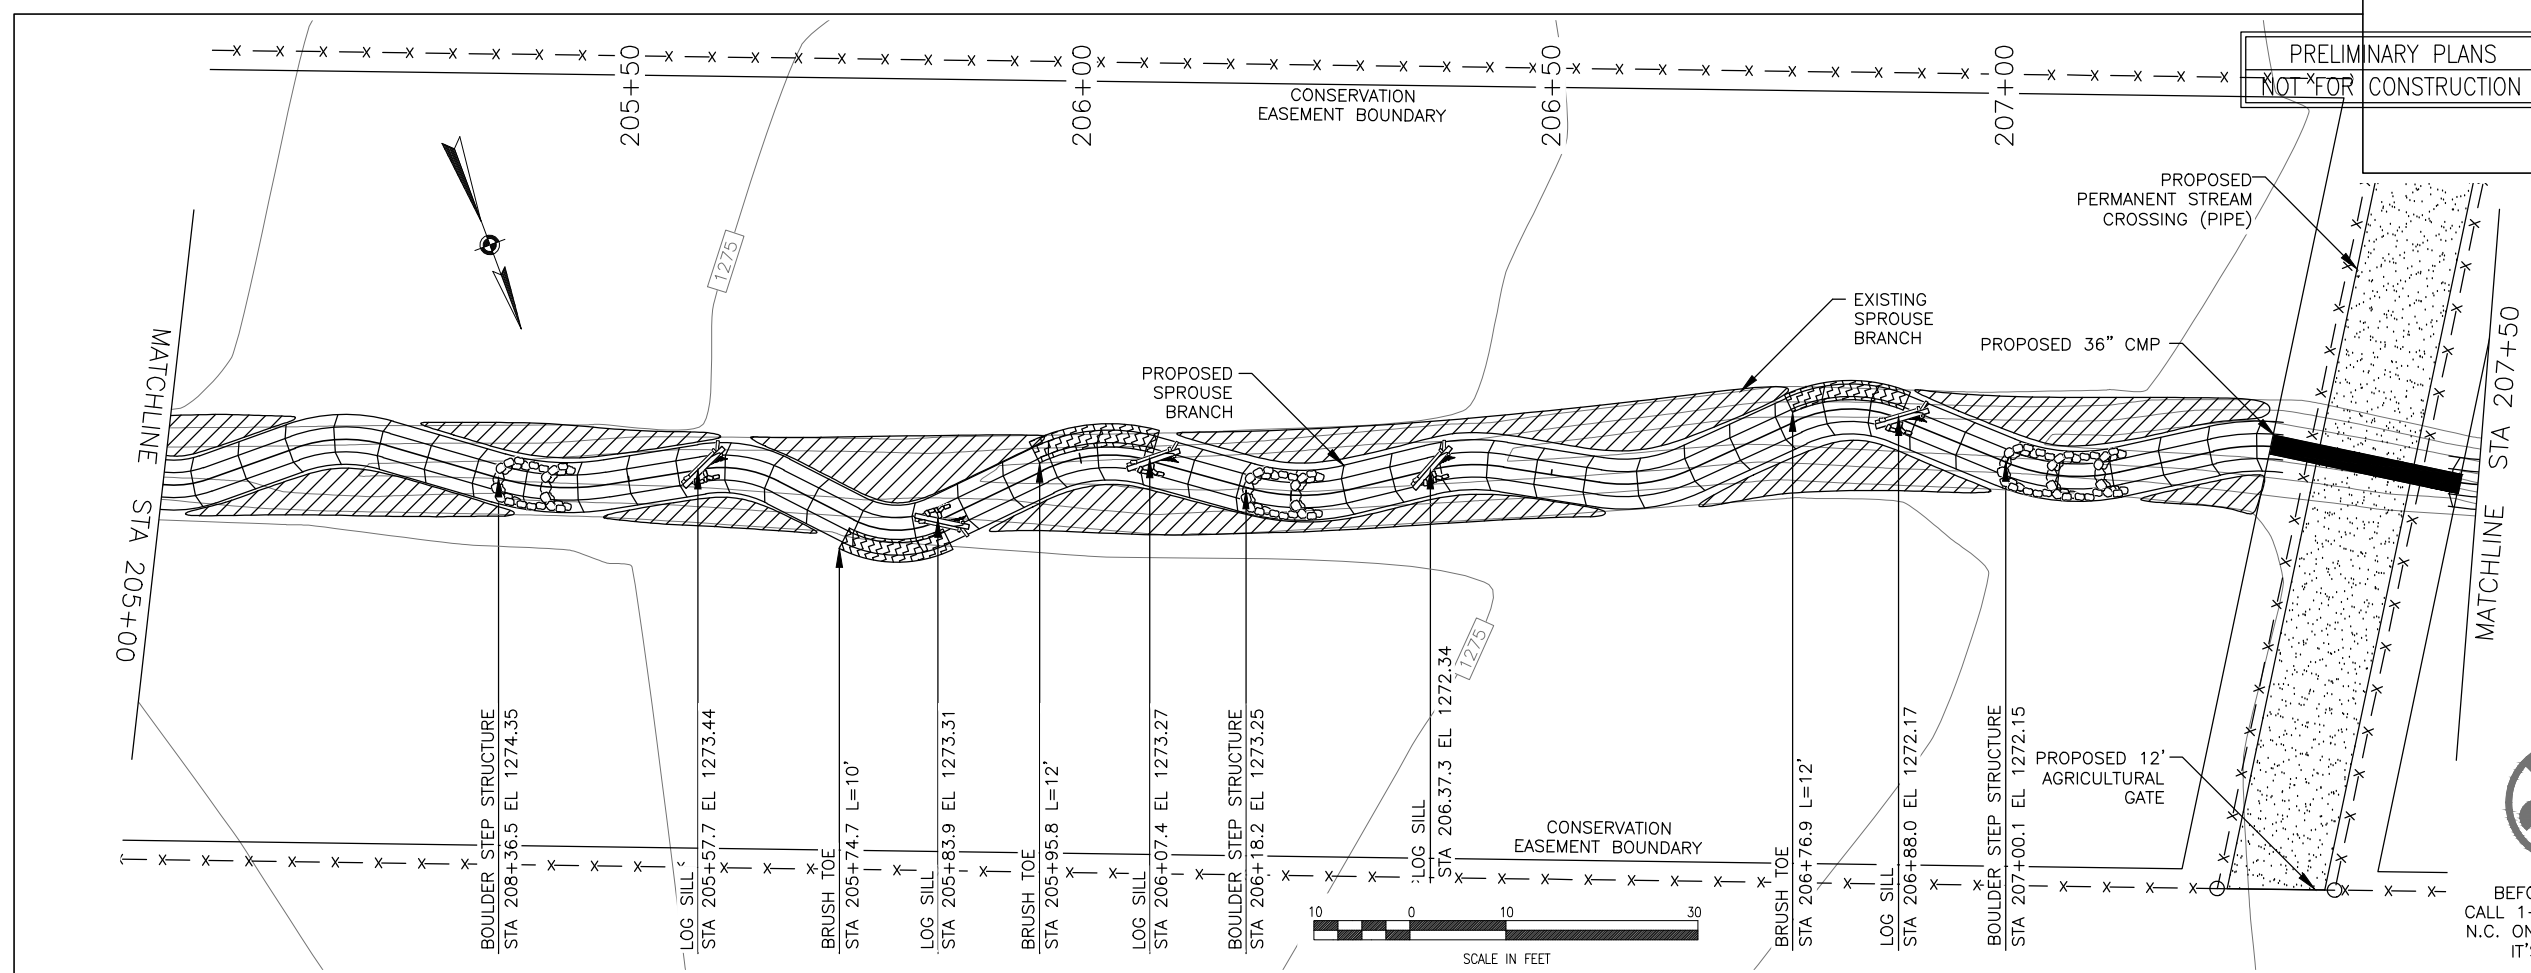 PRELIMINARY PLANS
NOT FOR CONSTRUCTION
205+50
206+00
206+50
207+00
CONSERVATION
EASEMENT BOUNDARY
PROPOSED
PERMANENT STREAM
CROSSING (PIPE)
1275
EXISTING
SPROUSE
BRANCH
PROPOSED 36" CMP
PROPOSED
SPROUSE
BRANCH
MATCHLINE STA 205+00
MATCHLINE STA 207+50
1275
BOULDER STEP STRUCTURE
STA 208+36.5 EL 1274.35
LOG SILL
STA 205+57.7 EL 1273.44
BRUSH TOE
STA 205+74.7 L=10'
LOG SILL
STA 205+83.9 EL 1273.31
BRUSH TOE
STA 205+95.8 L=12'
LOG SILL
STA 206+07.4 EL 1273.27
BOULDER STEP STRUCTURE
STA 206+18.2 EL 1273.25
LOG SILL
STA 206.37.3 EL 1272.34
BRUSH TOE
STA 206+76.9 L=12'
LOG SILL
STA 206+88.0 EL 1272.17
BOULDER STEP STRUCTURE
STA 207+00.1 EL 1272.15
PROPOSED 12'
AGRICULTURAL
GATE
CONSERVATION
EASEMENT BOUNDARY
10 0 10 30
SCALE IN FEET
BEFO
CALL 1-
N.C. ON
IT'S